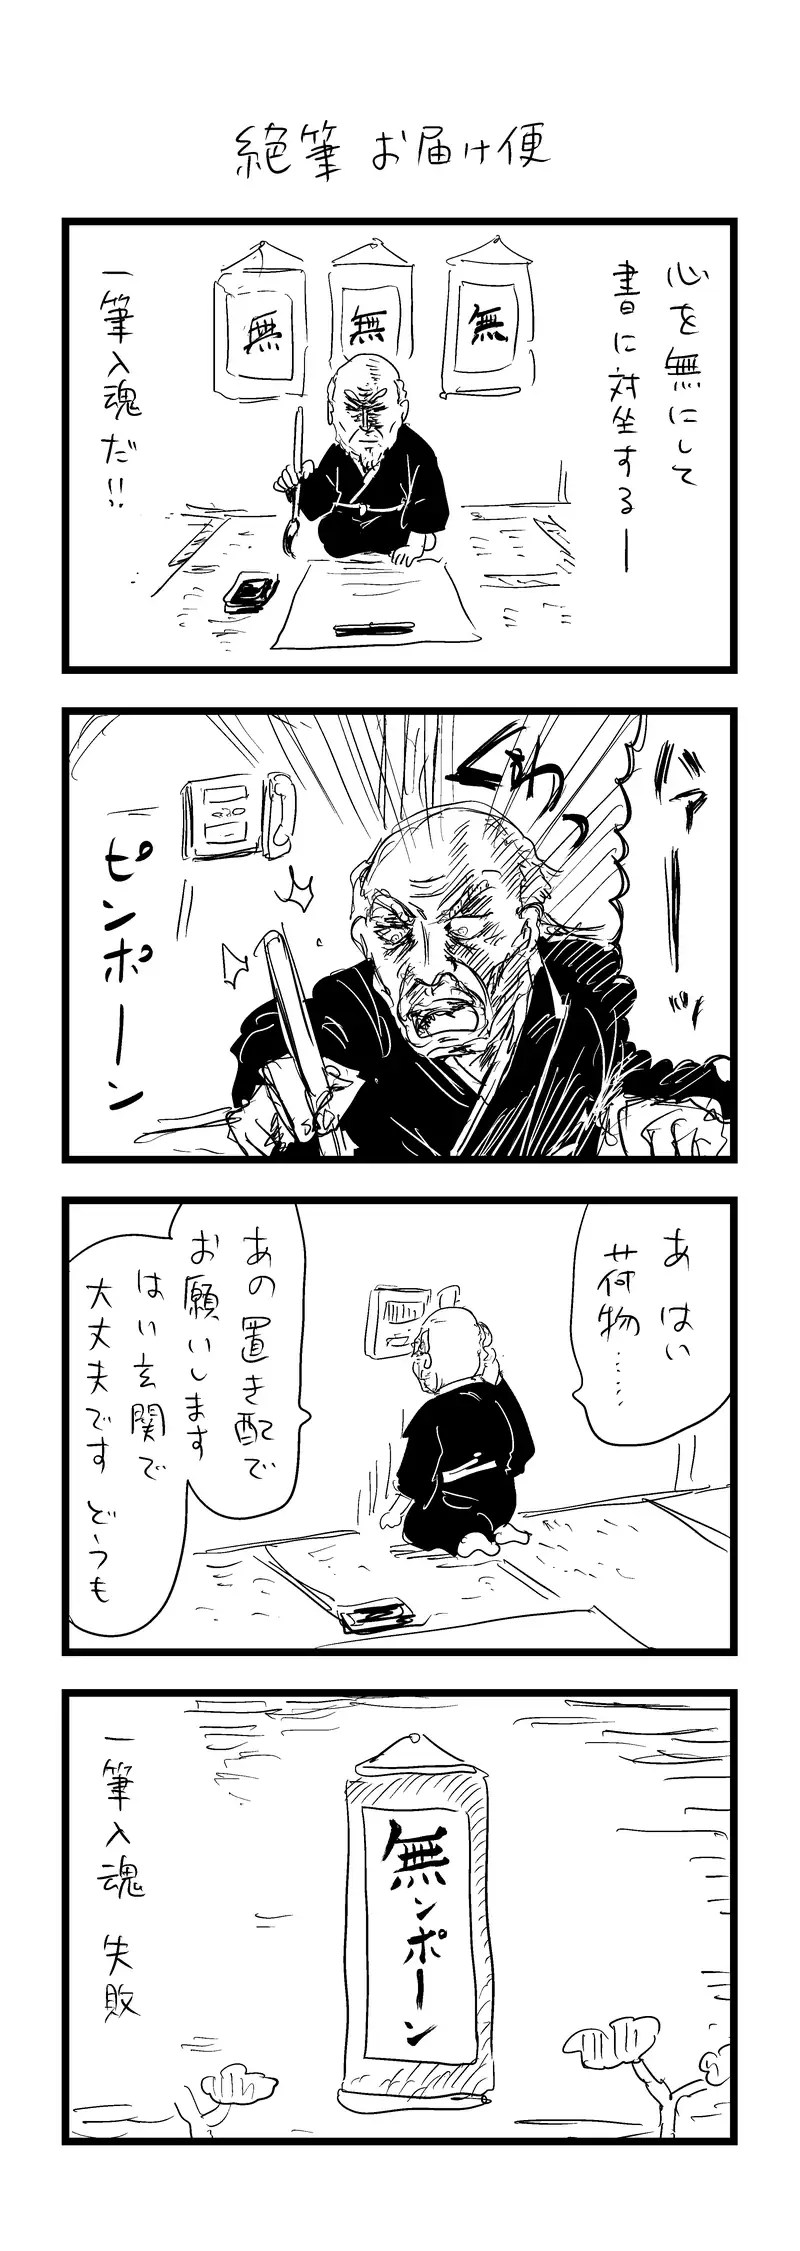 絶筆 お届け便
心を無にして
書に対坐するー
無
無
無
一筆入魂だ!!
バァーーッ
くわっ
ピンポーン
あ はい
荷物……
あの 置き配で
お願いします
はい玄関で
大丈夫です どうも
無ンポーン
一筆入魂 失敗